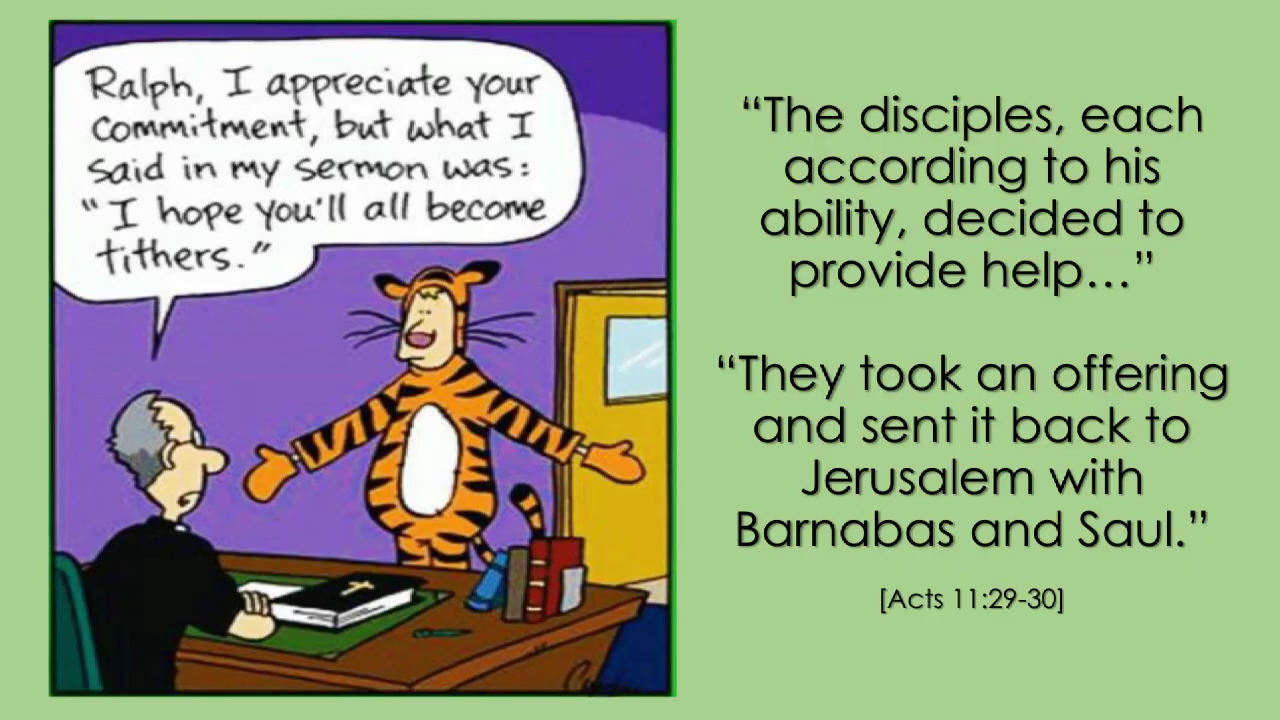 Ralph, I appreciate your
commitment, but what I
said in my sermon was:
"I hope you'll all become
tithers."
“The disciples, each
according to his
ability, decided to
provide help…”
“They took an offering
and sent it back to
Jerusalem with
Barnabas and Saul.”
[Acts 11:29-30]